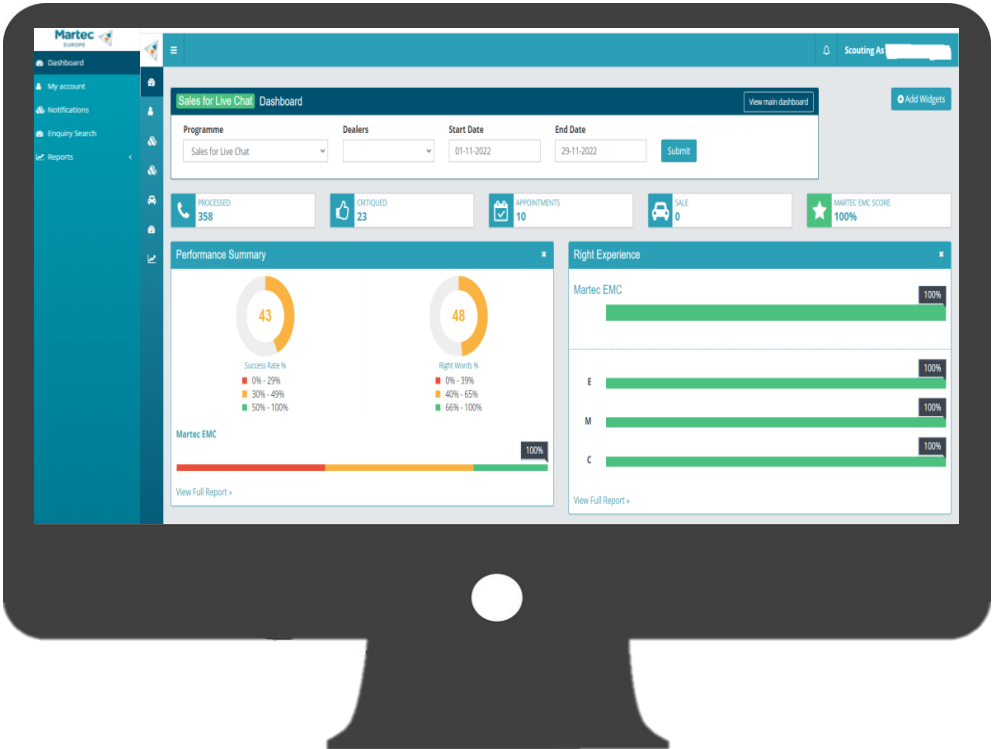 Martec
EUROPE
Dashboard
My account
Notifications
Enquiry Search
Reports
Scouting As
Sales for Live Chat Dashboard
View main dashboard
Add Widgets
Programme Dealers Start Date End Date
Sales for Live Chat 01-11-2022 29-11-2022 Submit
PROCESSED
358
CRITIQUED
23
APPOINTMENTS
10
SALE
0
MARTEC EMC SCORE
100%
Performance Summary
43
Success Rate %
0% - 29%
30% - 49%
50% - 100%
48
Right Words %
0% - 39%
40% - 65%
66% - 100%
Martec EMC
100%
View Full Report »
Right Experience
Martec EMC
100%
E 100%
M 100%
C 100%
View Full Report »